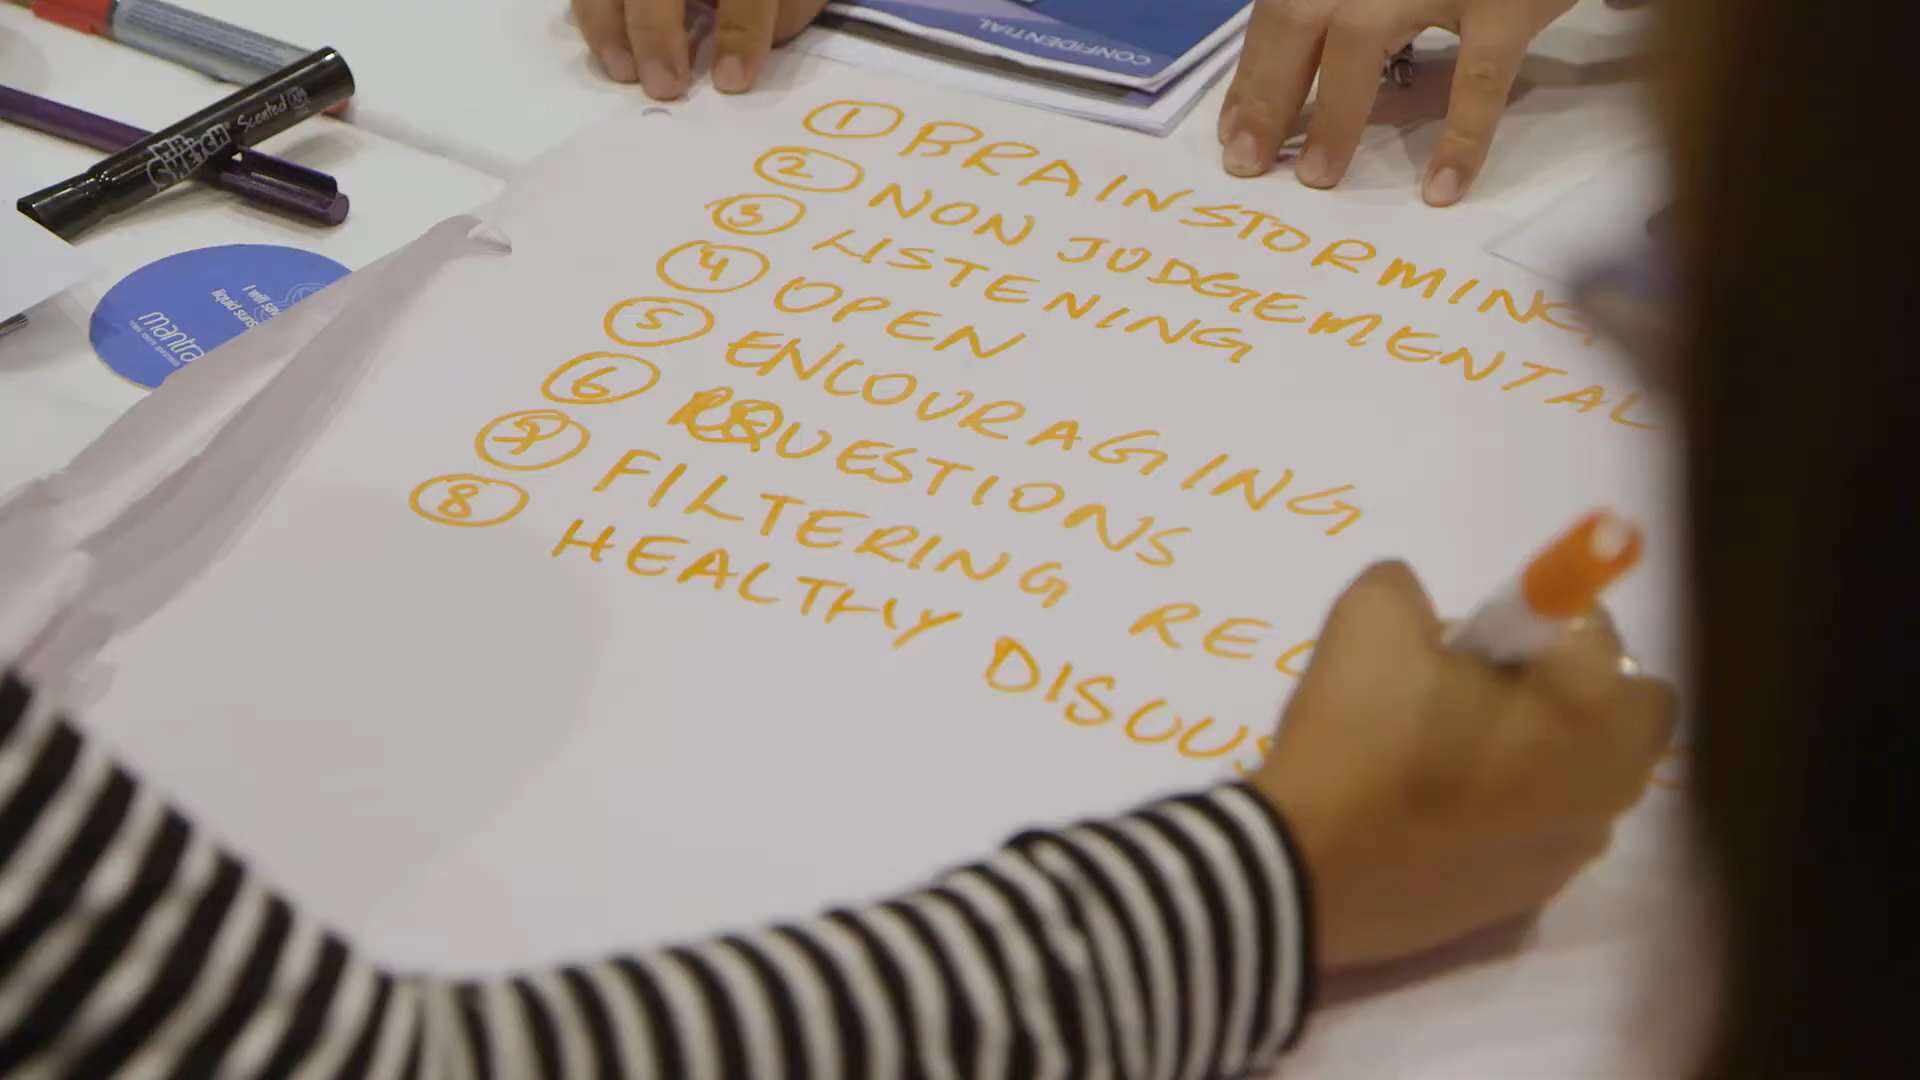 CONFIDENTIAL
MR. SKETCH
Scented
mantra
① BRAINSTORMING
② NON JUDGEMENTAL
③ LISTENING
④ OPEN
⑤ ENCOURAGING
⑥ QUESTIONS
⑦ FILTERING
⑧ HEALTHY